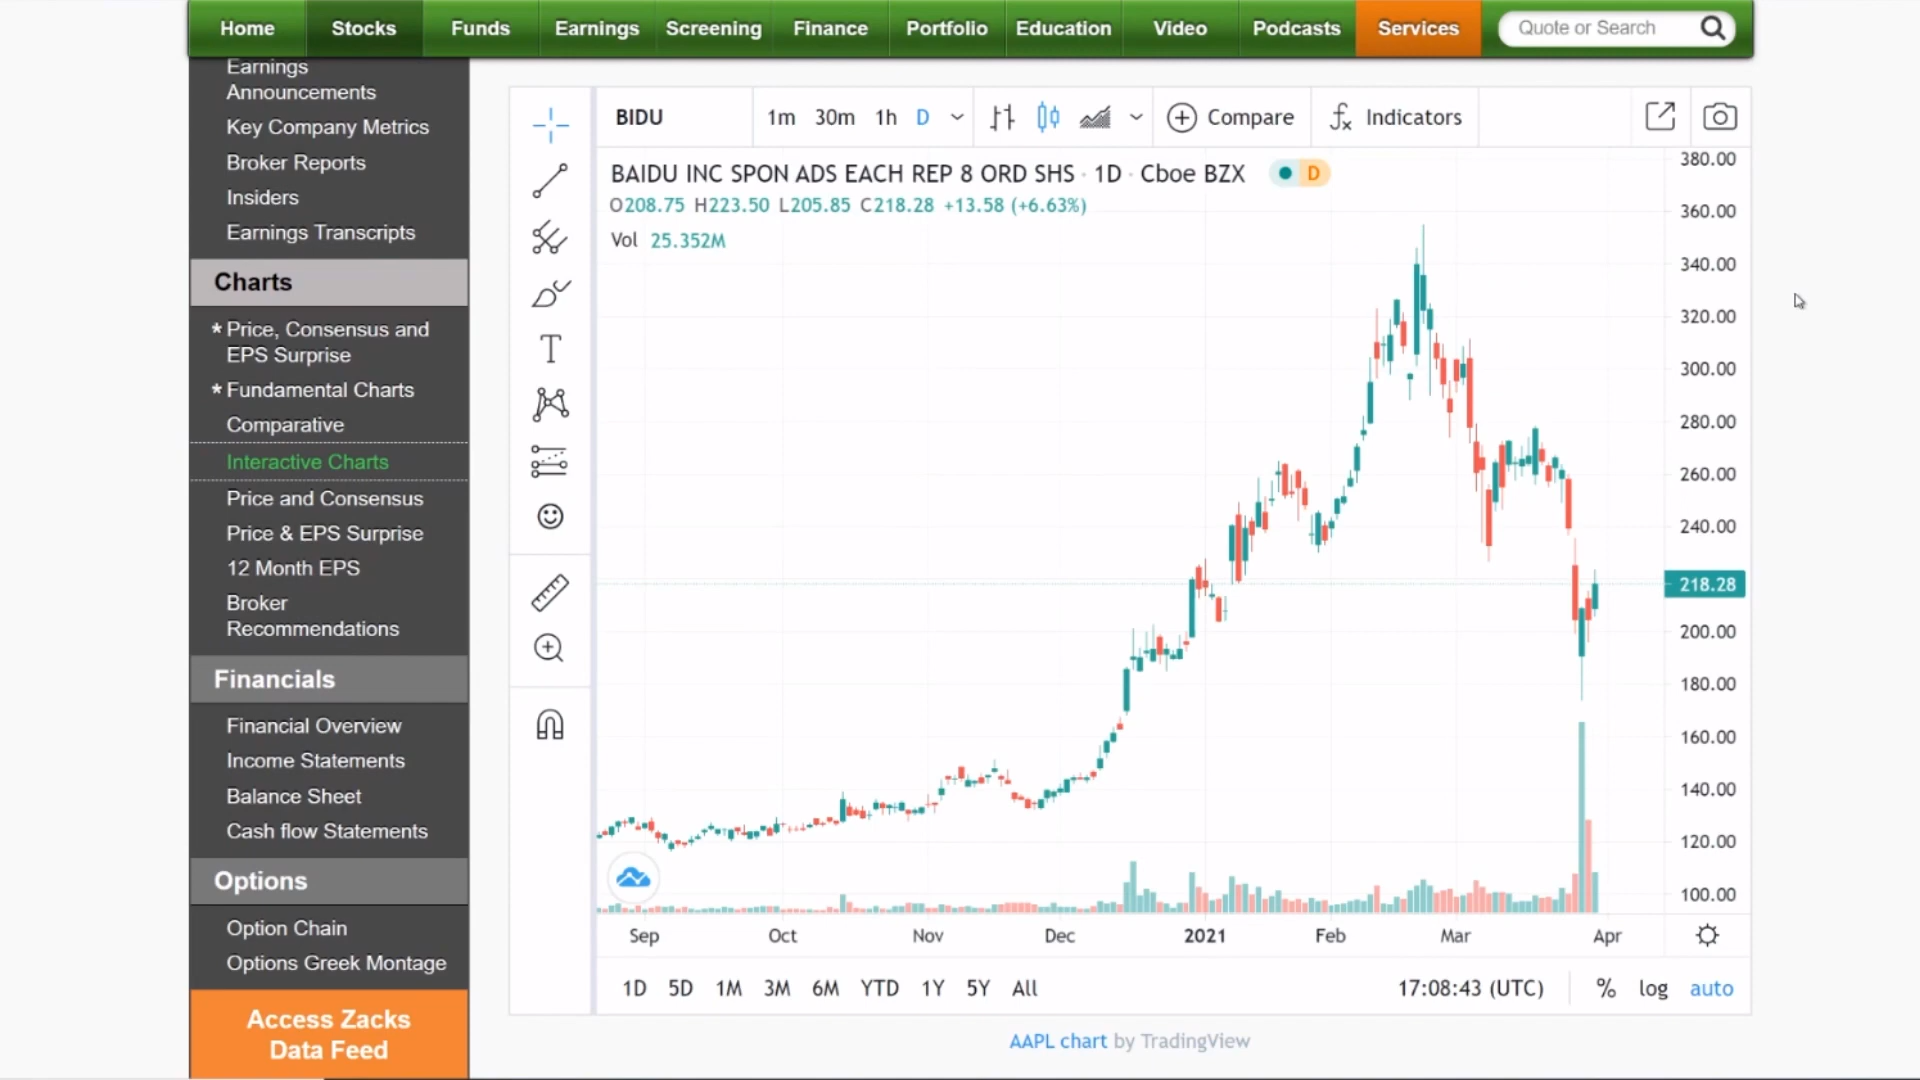 Home Stocks Funds Earnings Screening Finance Portfolio Education Video Podcasts Services Quote or Search
Earnings
Announcements
Key Company Metrics
Broker Reports
Insiders
Earnings Transcripts
Charts
* Price, Consensus and
EPS Surprise
* Fundamental Charts
Comparative
Interactive Charts
Price and Consensus
Price & EPS Surprise
12 Month EPS
Broker
Recommendations
Financials
Financial Overview
Income Statements
Balance Sheet
Cash flow Statements
Options
Option Chain
Options Greek Montage
Access Zacks
Data Feed
BIDU 1m 30m 1h D Compare Indicators
BAIDU INC SPON ADS EACH REP 8 ORD SHS · 1D · Cboe BZX D
O208.75 H223.50 L205.85 C218.28 +13.58 (+6.63%)
Vol 25.352M
380.00
360.00
340.00
320.00
300.00
280.00
260.00
240.00
218.28
200.00
180.00
160.00
140.00
120.00
100.00
Sep Oct Nov Dec 2021 Feb Mar Apr
1D 5D 1M 3M 6M YTD 1Y 5Y All 17:08:43 (UTC) % log auto
AAPL chart by TradingView